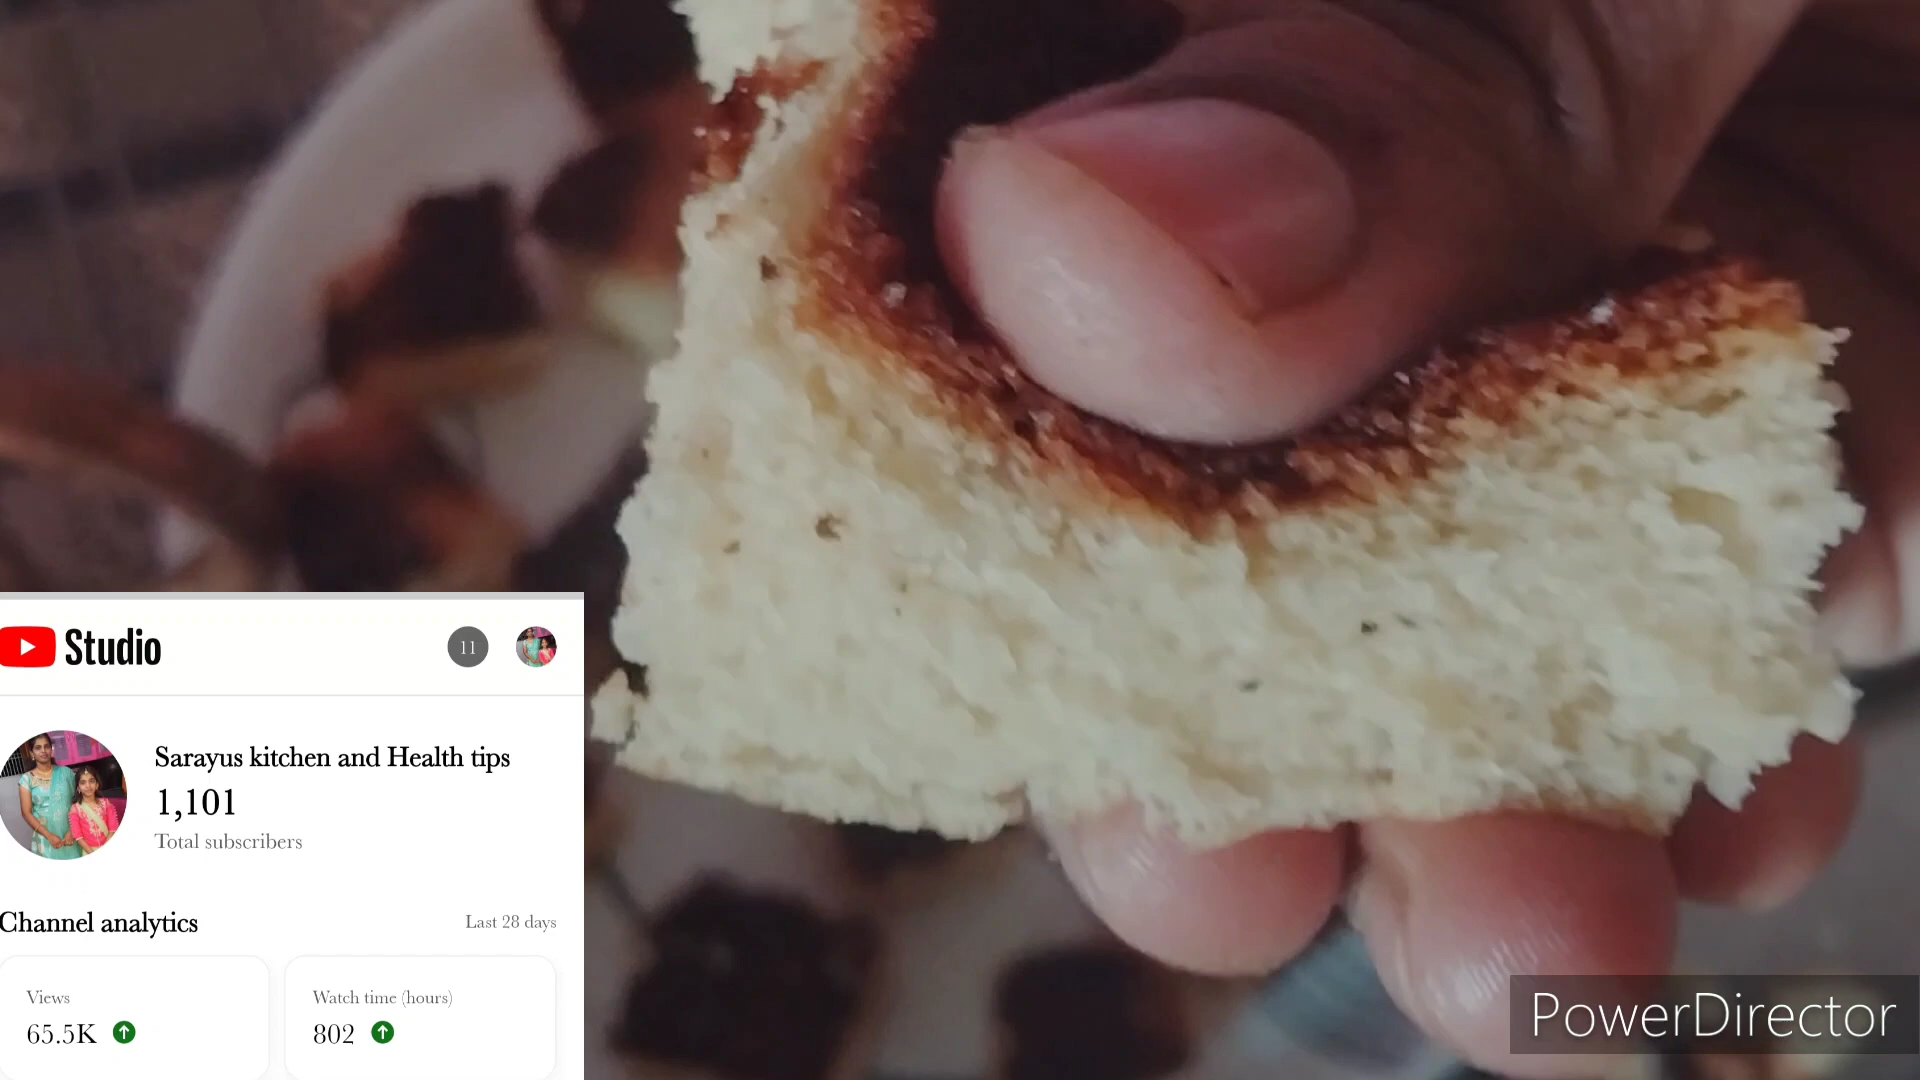 Studio
11
Sarayus kitchen and Health tips
1,101
Total subscribers
Channel analytics
Last 28 days
Views
65.5K
Watch time (hours)
802
PowerDirector